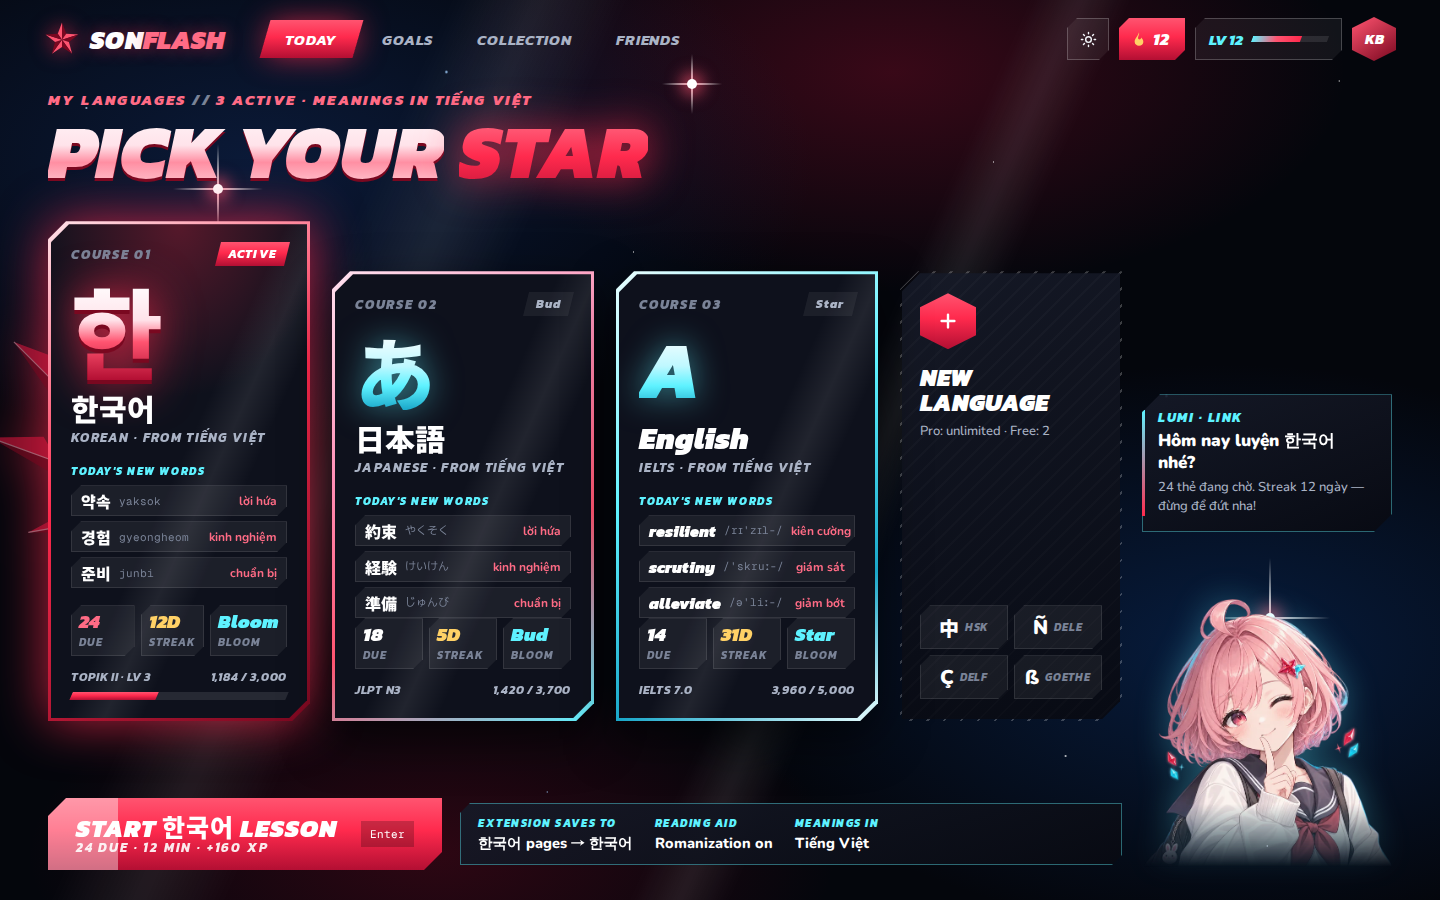 SONFLASH
TODAY
GOALS
COLLECTION
FRIENDS
12
LV 12
KB
MY LANGUAGES // 3 ACTIVE · MEANINGS IN TIẾNG VIỆT
PICK YOUR STAR
COURSE 01
ACTIVE
한
한국어
KOREAN · FROM TIẾNG VIỆT
TODAY'S NEW WORDS
약속 yaksok lời hứa
경험 gyeongheom kinh nghiệm
준비 junbi chuẩn bị
24 DUE
12D STREAK
Bloom BLOOM
TOPIK II · LV 3 1,184 / 3,000
COURSE 02
Bud
あ
日本語
JAPANESE · FROM TIẾNG VIỆT
TODAY'S NEW WORDS
約束 やくそく lời hứa
経験 けいけん kinh nghiệm
準備 じゅんび chuẩn bị
18 DUE
5D STREAK
Bud BLOOM
JLPT N3 1,420 / 3,700
COURSE 03
Star
A
English
IELTS · FROM TIẾNG VIỆT
TODAY'S NEW WORDS
resilient /rɪˈzɪl-/ kiên cường
scrutiny /ˈskruː-/ giám sát
alleviate /əˈliː-/ giảm bớt
14 DUE
31D STREAK
Star BLOOM
IELTS 7.0 3,960 / 5,000
+
NEW
LANGUAGE
Pro: unlimited · Free: 2
中 HSK
Ñ DELE
Ç DELF
ß GOETHE
LUMI · LINK
Hôm nay luyện 한국어
nhé?
24 thẻ đang chờ. Streak 12 ngày —
đừng để đứt nha!
START 한국어 LESSON
24 DUE · 12 MIN · +160 XP
Enter
EXTENSION SAVES TO
한국어 pages → 한국어
READING AID
Romanization on
MEANINGS IN
Tiếng Việt